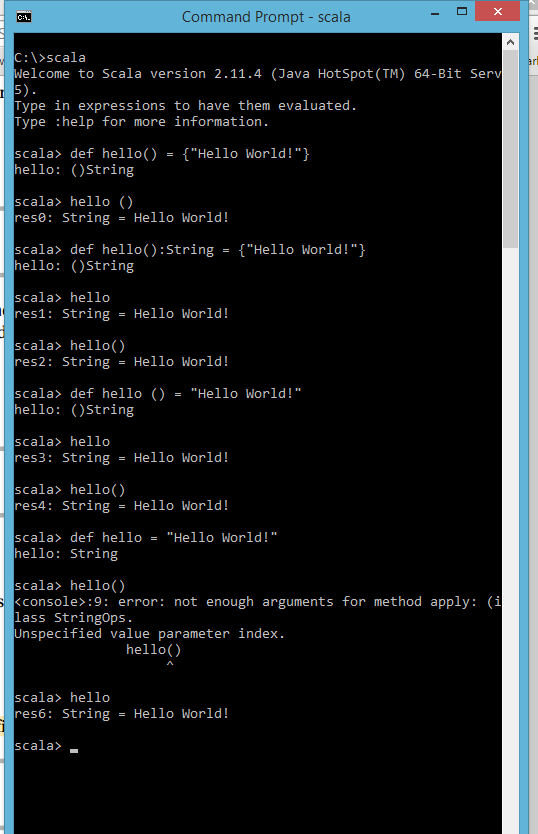 Command Prompt - scala
C:\>scala
Welcome to Scala version 2.11.4 (Java HotSpot(TM) 64-Bit Serv
5).
Type in expressions to have them evaluated.
Type :help for more information.
scala> def hello() = {"Hello World!"}
hello: ()String
scala> hello ()
res0: String = Hello World!
scala> def hello():String = {"Hello World!"}
hello: ()String
scala> hello
res1: String = Hello World!
scala> hello()
res2: String = Hello World!
scala> def hello () = "Hello World!"
hello: ()String
scala> hello
res3: String = Hello World!
scala> hello()
res4: String = Hello World!
scala> def hello = "Hello World!"
hello: String
scala> hello()
<console>:9: error: not enough arguments for method apply: (i
lass StringOps.
Unspecified value parameter index.
hello()
^
scala> hello
res6: String = Hello World!
scala>